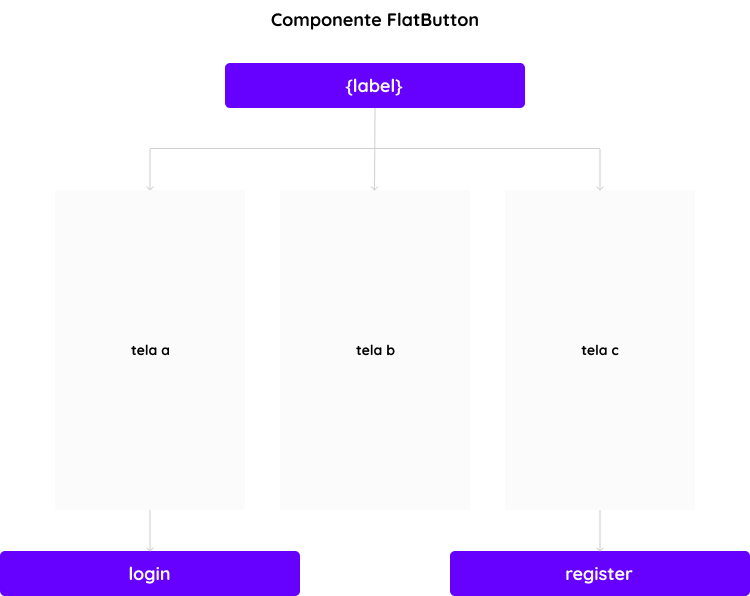 Componente FlatButton
{label}
tela a
tela b
tela c
login
register